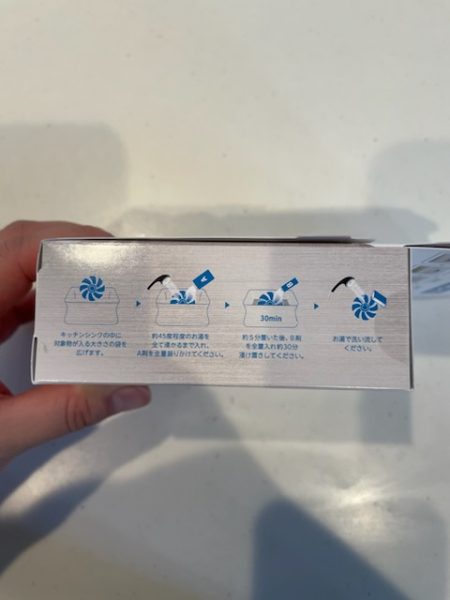 キッチンシンクの中に
対象物が入る大きさの袋を
広げます。
A
約45度程度のお湯を
全て浸かるまで入れ、
A剤を全量振りかけてください。
B
30min
約5分置いた後、B剤
を全量入れ約30分
漬け置きしてください。
お湯で洗い流して
ください。